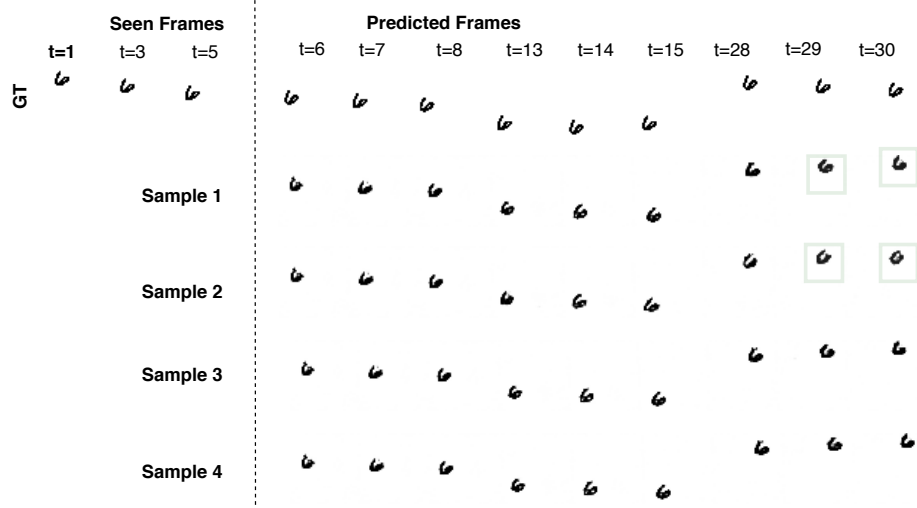 Seen Frames Predicted Frames
t=1 t=3 t=5 t=6 t=7 t=8 t=13 t=14 t=15 t=28 t=29 t=30
GT
Sample 1
Sample 2
Sample 3
Sample 4